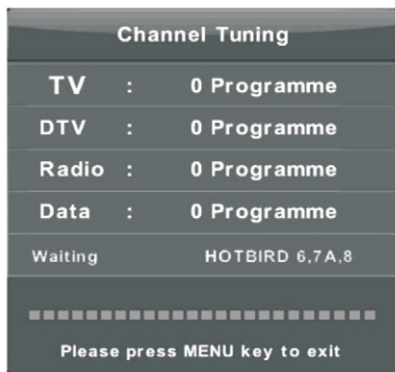 Channel Tuning
TV : 0 Programme
DTV : 0 Programme
Radio : 0 Programme
Data : 0 Programme
Waiting HOTBIRD 6,7A,8
Please press MENU key to exit